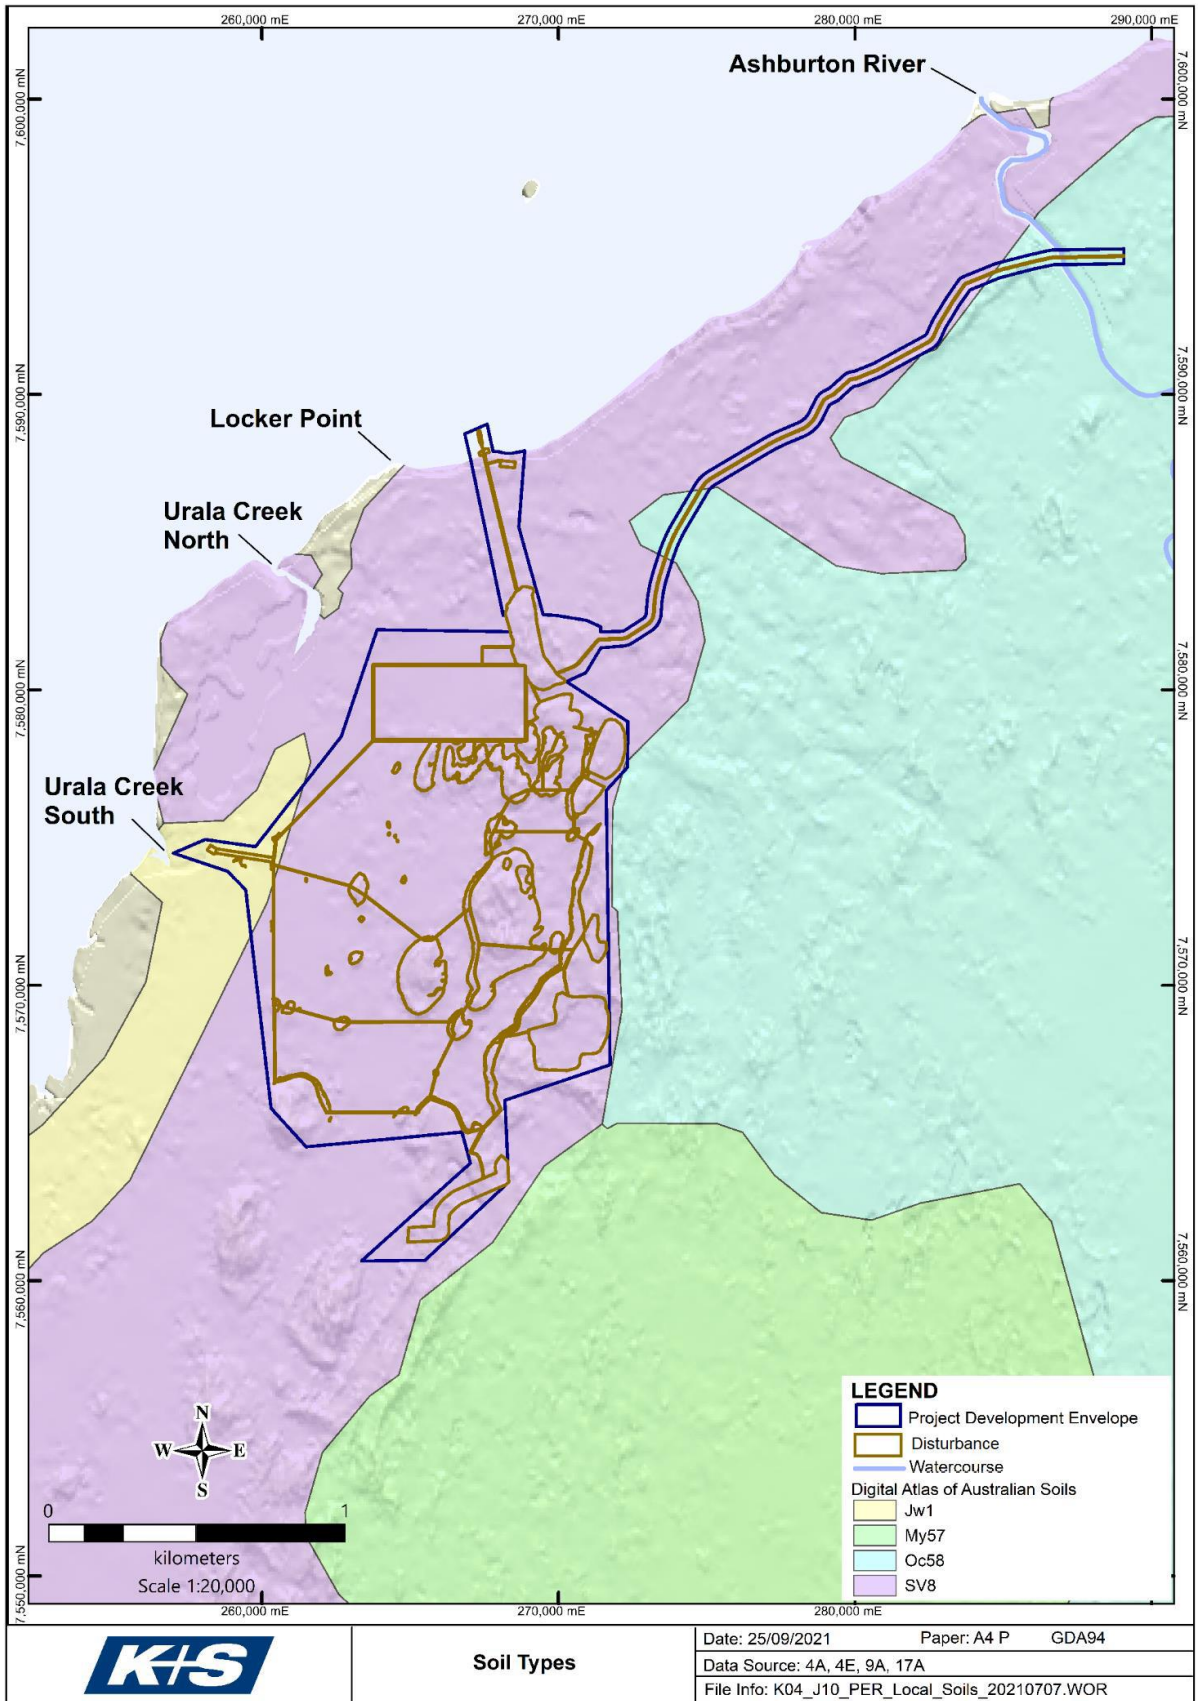 260,000 mE
270,000 mE
280,000 mE
290,000 mE
7,600,000 mN
7,600,000 mN
Ashburton River
7,590,000 mN
7,590,000 mN
Locker Point
Urala Creek
North
7,580,000 mN
7,580,000 mN
Urala Creek
South
7,570,000 mN
7,570,000 mN
7,560,000 mN
7,560,000 mN
7,550,000 mN
N
W
E
S
0
1
kilometers
Scale 1:20,000
LEGEND
Project Development Envelope
Disturbance
Watercourse
Digital Atlas of Australian Soils
Jw1
My57
Oc58
SV8
260,000 mE
270,000 mE
280,000 mE
K+S
Soil Types
Date: 25/09/2021 Paper: A4 P GDA94
Data Source: 4A, 4E, 9A, 17A
File Info: K04_J10_PER_Local_Soils_20210707.WOR